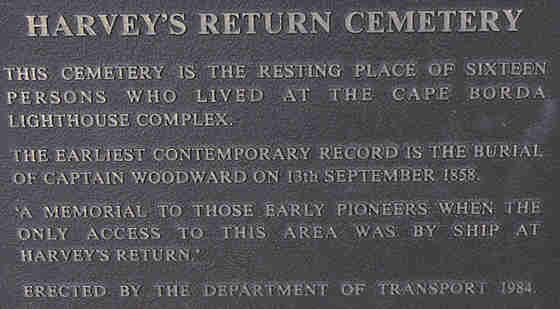 HARVEY'S RETURN CEMETERY
THIS CEMETERY IS THE RESTING PLACE OF SIXTEEN
PERSONS WHO LIVED AT THE CAPE BORDA
LIGHTHOUSE COMPLEX.
THE EARLIEST CONTEMPORARY RECORD IS THE BURIAL
OF CAPTAIN WOODWARD ON 13th SEPTEMBER 1858.
'A MEMORIAL TO THOSE EARLY PIONEERS WHEN THE
ONLY ACCESS TO THIS AREA WAS BY SHIP AT
HARVEY'S RETURN.'
ERECTED BY THE DEPARTMENT OF TRANSPORT 1984.